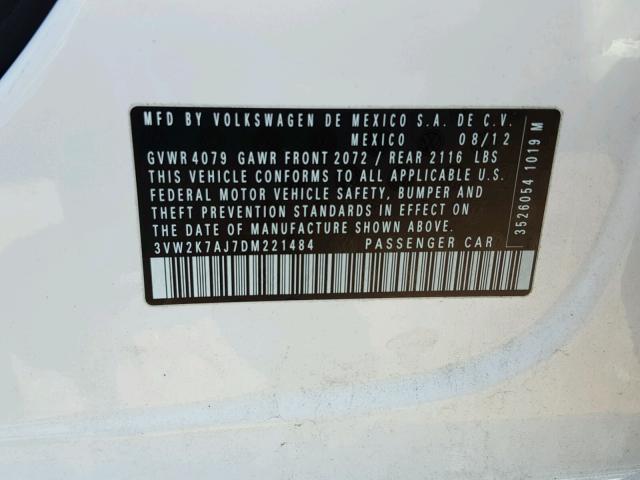 MFD BY VOLKSWAGEN DE MEXICO S.A. DE C.V.
MEXICO 08/12
GVWR 4079 GAWR FRONT 2072 / REAR 2116 LBS
THIS VEHICLE CONFORMS TO ALL APPLICABLE U.S.
FEDERAL MOTOR VEHICLE SAFETY, BUMPER AND
THEFT PREVENTION STANDARDS IN EFFECT ON
THE DATE OF MANUFACTURE SHOWN ABOVE.
3VW2K7AJ7DM221484 PASSENGER CAR
3526054 1019 M